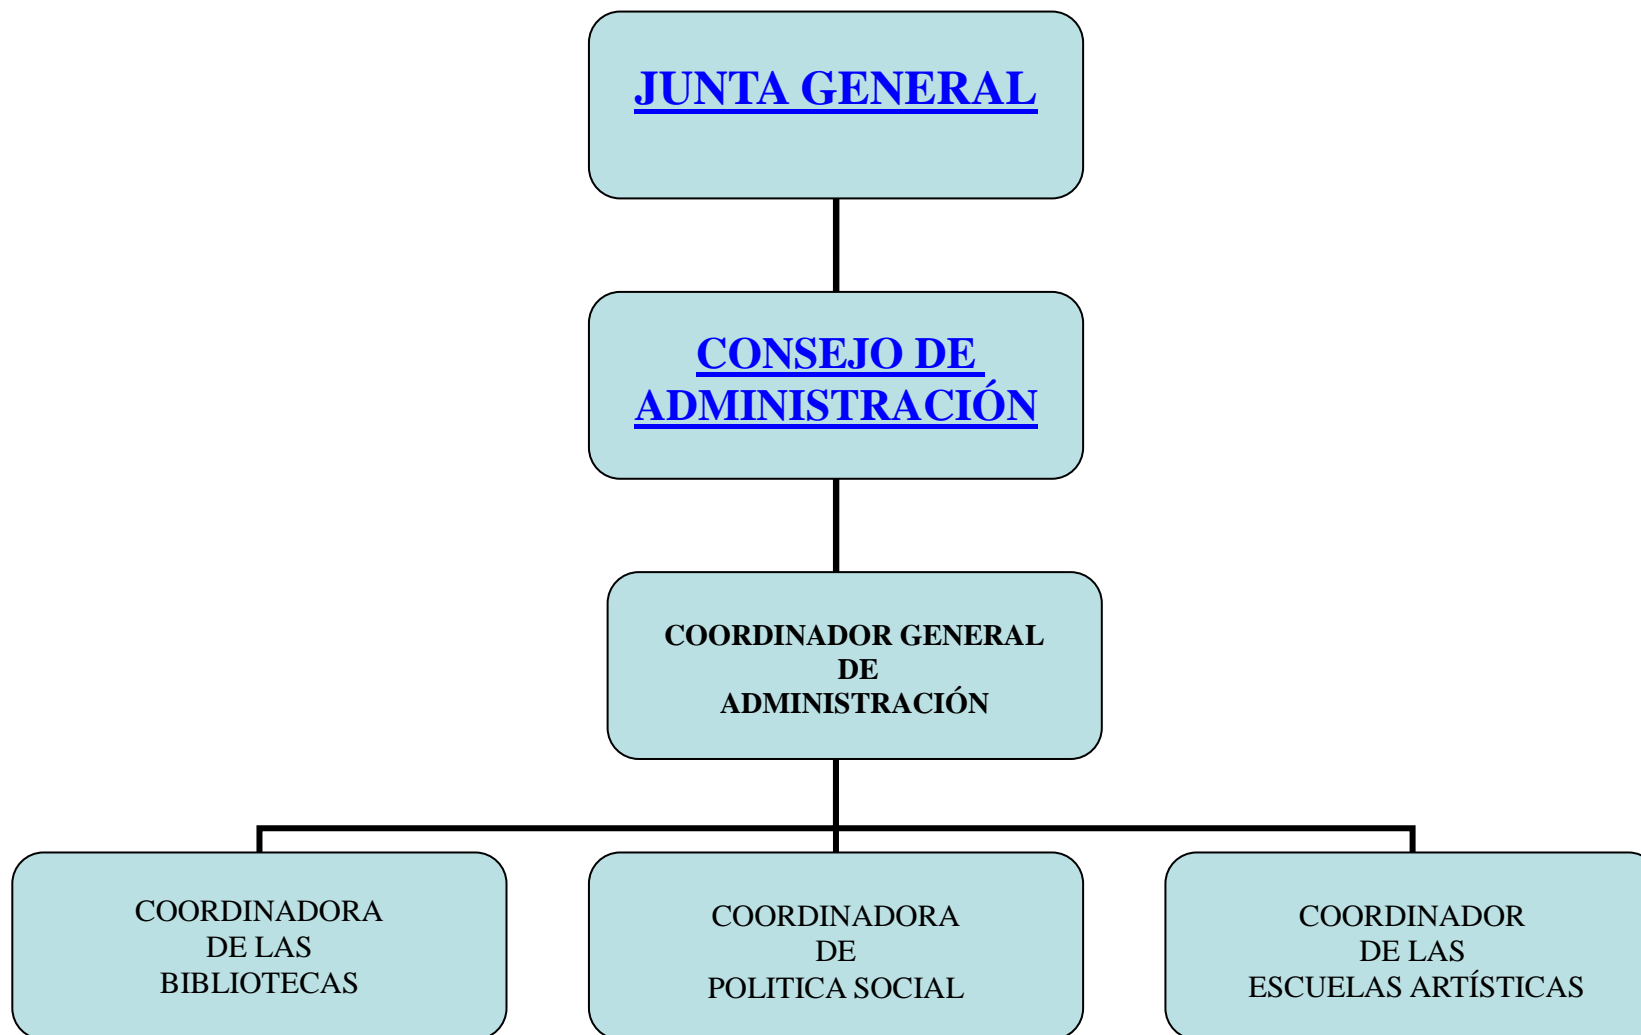 JUNTA GENERAL
CONSEJO DE
ADMINISTRACIÓN
COORDINADOR GENERAL
DE
ADMINISTRACIÓN
COORDINADORA
DE LAS
BIBLIOTECAS
COORDINADORA
DE
POLITICA SOCIAL
COORDINADOR
DE LAS
ESCUELAS ARTÍSTICAS